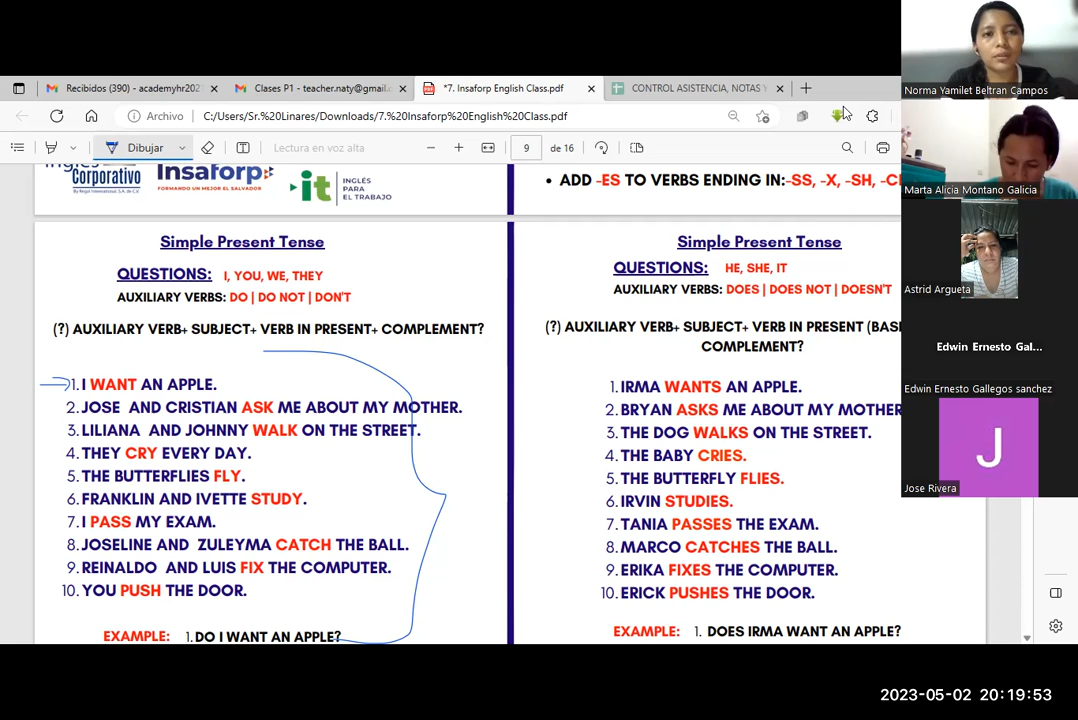 Recibidos (390) - academyhr2021
Clases P1 - teacher.naty@gmail.c
*7. Insaforp English Class.pdf
CONTROL ASISTENCIA, NOTAS Y
Archivo
C:/Users/Sr.%20Linares/Downloads/7.%20Insaforp%20English%20Class.pdf
Dibujar
Lectura en voz alta
9
de 16
Inglés
Corporativo
By Regal International, S.A. de C.V.
Insaforp
FORMANDO UN MEJOR EL SALVADOR
it
INGLÉS
PARA
EL TRABAJO
• ADD -ES TO VERBS ENDING IN:-SS, -X, -SH, -C
Simple Present Tense
QUESTIONS: I, YOU, WE, THEY
AUXILIARY VERBS: DO | DO NOT | DON'T
(?) AUXILIARY VERB+ SUBJECT+ VERB IN PRESENT+ COMPLEMENT?
1. I WANT AN APPLE.
2. JOSE AND CRISTIAN ASK ME ABOUT MY MOTHER.
3. LILIANA AND JOHNNY WALK ON THE STREET.
4. THEY CRY EVERY DAY.
5. THE BUTTERFLIES FLY.
6. FRANKLIN AND IVETTE STUDY.
7. I PASS MY EXAM.
8. JOSELINE AND ZULEYMA CATCH THE BALL.
9. REINALDO AND LUIS FIX THE COMPUTER.
10. YOU PUSH THE DOOR.
EXAMPLE: 1. DO I WANT AN APPLE?
Simple Present Tense
QUESTIONS: HE, SHE, IT
AUXILIARY VERBS: DOES | DOES NOT | DOESN'T
(?) AUXILIARY VERB+ SUBJECT+ VERB IN PRESENT (BAS
COMPLEMENT?
1. IRMA WANTS AN APPLE.
2. BRYAN ASKS ME ABOUT MY MOTHER
3. THE DOG WALKS ON THE STREET.
4. THE BABY CRIES.
5. THE BUTTERFLY FLIES.
6. IRVIN STUDIES.
7. TANIA PASSES THE EXAM.
8. MARCO CATCHES THE BALL.
9. ERIKA FIXES THE COMPUTER.
10. ERICK PUSHES THE DOOR.
EXAMPLE: 1. DOES IRMA WANT AN APPLE?
Norma Yamilet Beltran Campos
Marta Alicia Montano Galicia
Astrid Argueta
Edwin Ernesto Gal...
Edwin Ernesto Gallegos sanchez
J
Jose Rivera
2023-05-02 20:19:53